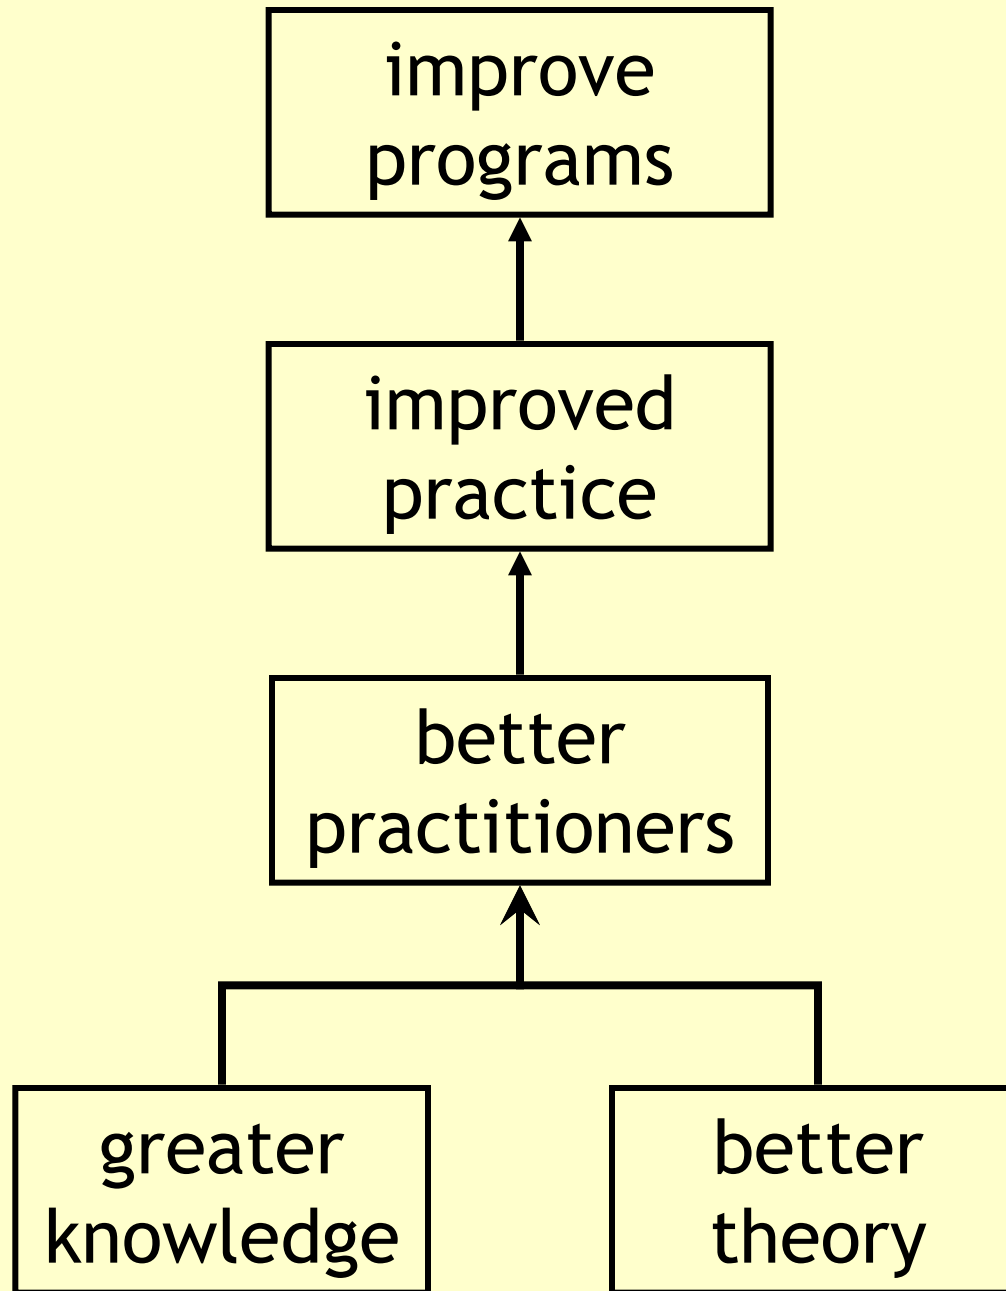 improve
programs
improved
practice
better
practitioners
greater
knowledge
better
theory